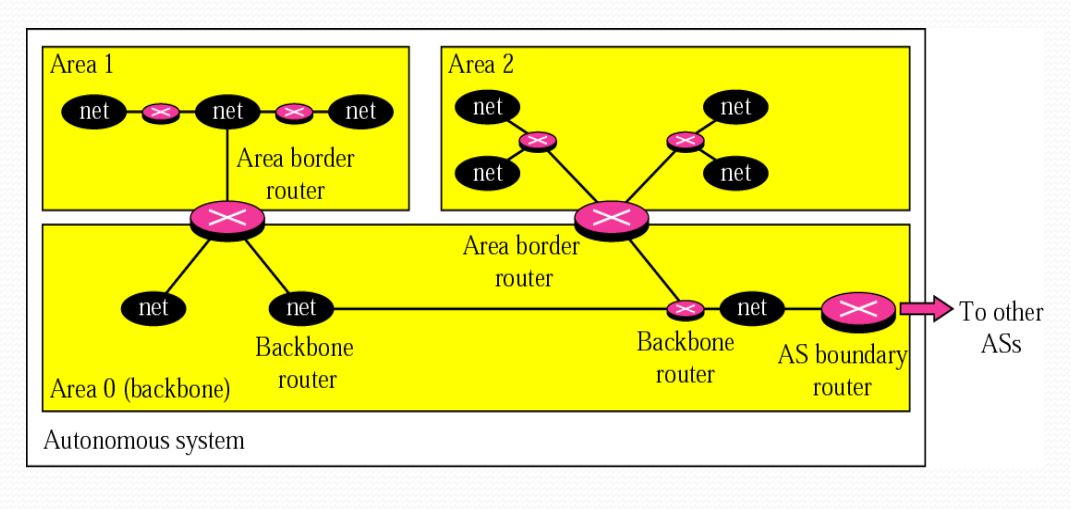 Area 1
net
net
net
Area border
router
Area 2
net
net
net
net
Area border
router
net
net
Backbone
router
Backbone
router
net
AS boundary
router
To other
ASs
Area 0 (backbone)
Autonomous system